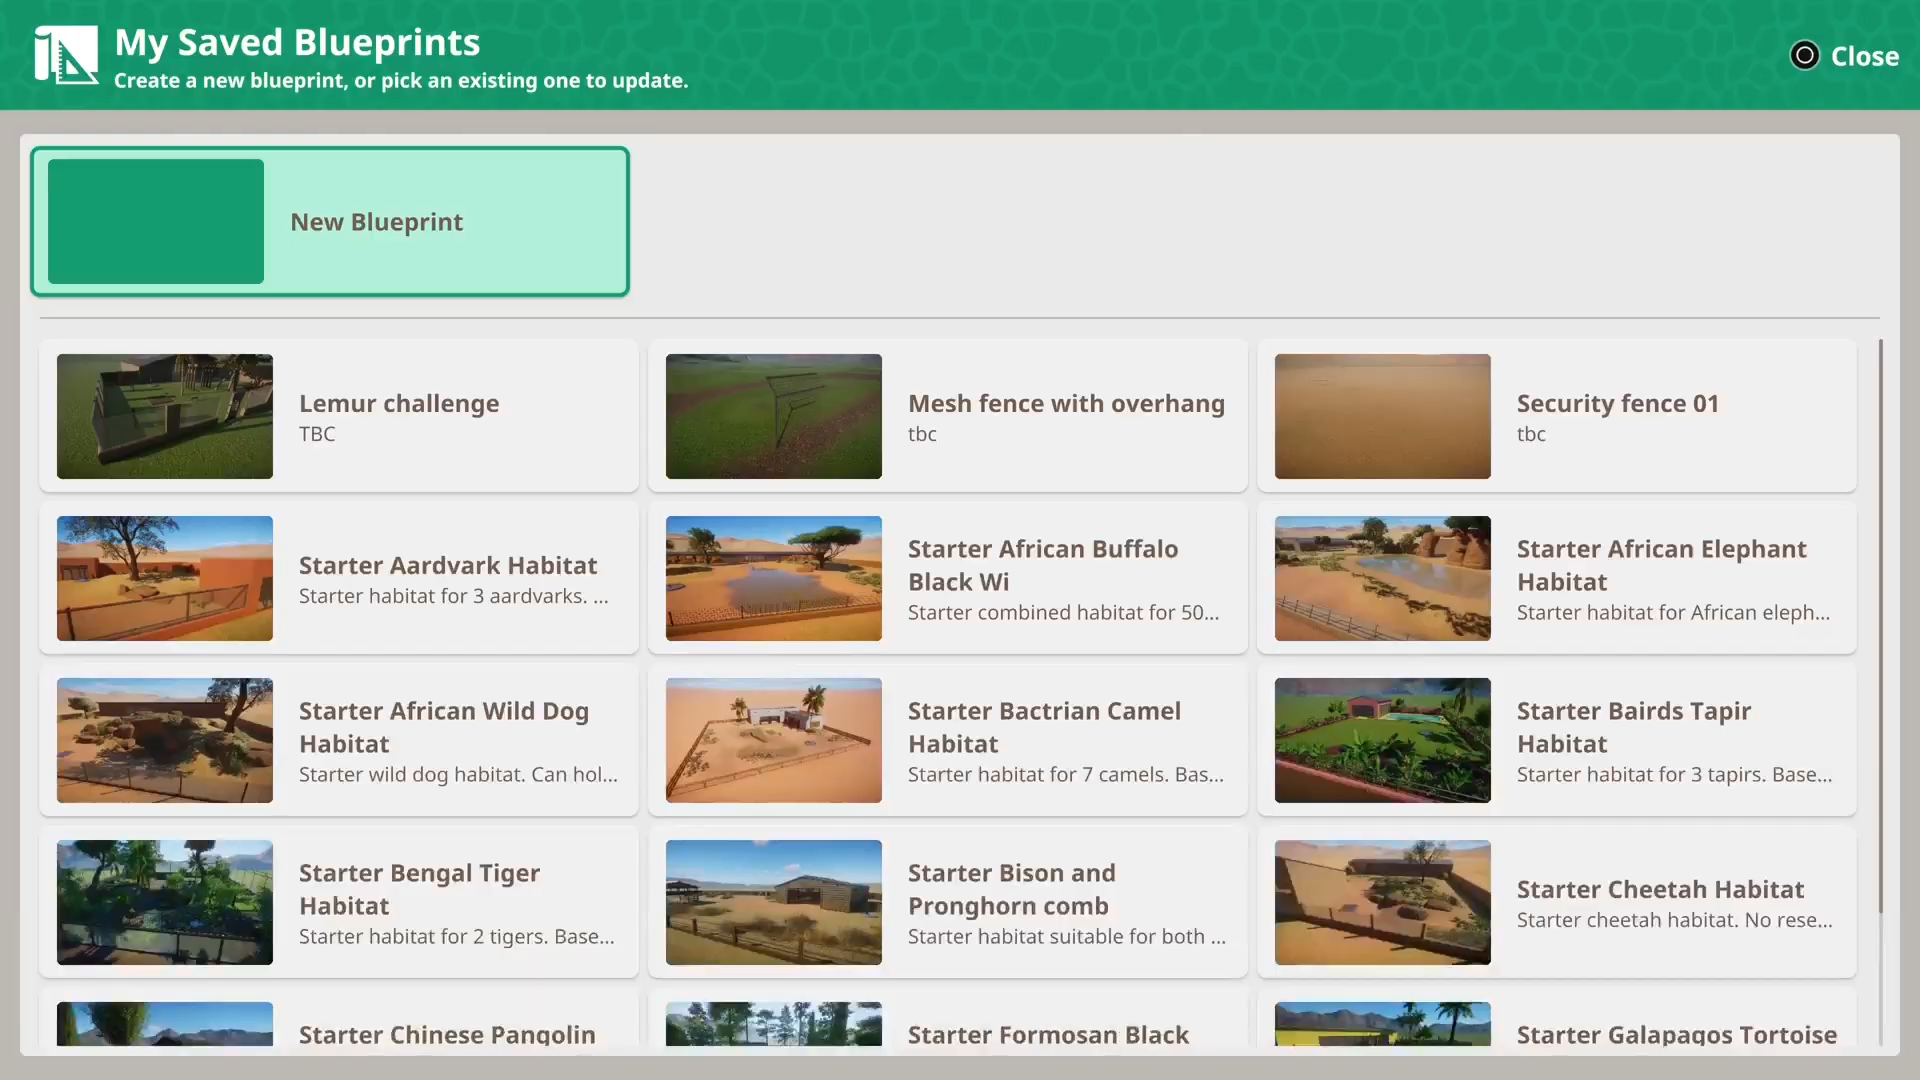 My Saved Blueprints
Create a new blueprint, or pick an existing one to update.
Close
New Blueprint
Lemur challenge
TBC
Mesh fence with overhang
tbc
Security fence 01
tbc
Starter Aardvark Habitat
Starter habitat for 3 aardvarks. ...
Starter African Buffalo
Black Wi
Starter combined habitat for 50...
Starter African Elephant
Habitat
Starter habitat for African eleph...
Starter African Wild Dog
Habitat
Starter wild dog habitat. Can hol...
Starter Bactrian Camel
Habitat
Starter habitat for 7 camels. Bas...
Starter Bairds Tapir
Habitat
Starter habitat for 3 tapirs. Base...
Starter Bengal Tiger
Habitat
Starter habitat for 2 tigers. Base...
Starter Bison and
Pronghorn comb
Starter habitat suitable for both ...
Starter Cheetah Habitat
Starter cheetah habitat. No rese...
Starter Chinese Pangolin
Starter Formosan Black
Starter Galapagos Tortoise